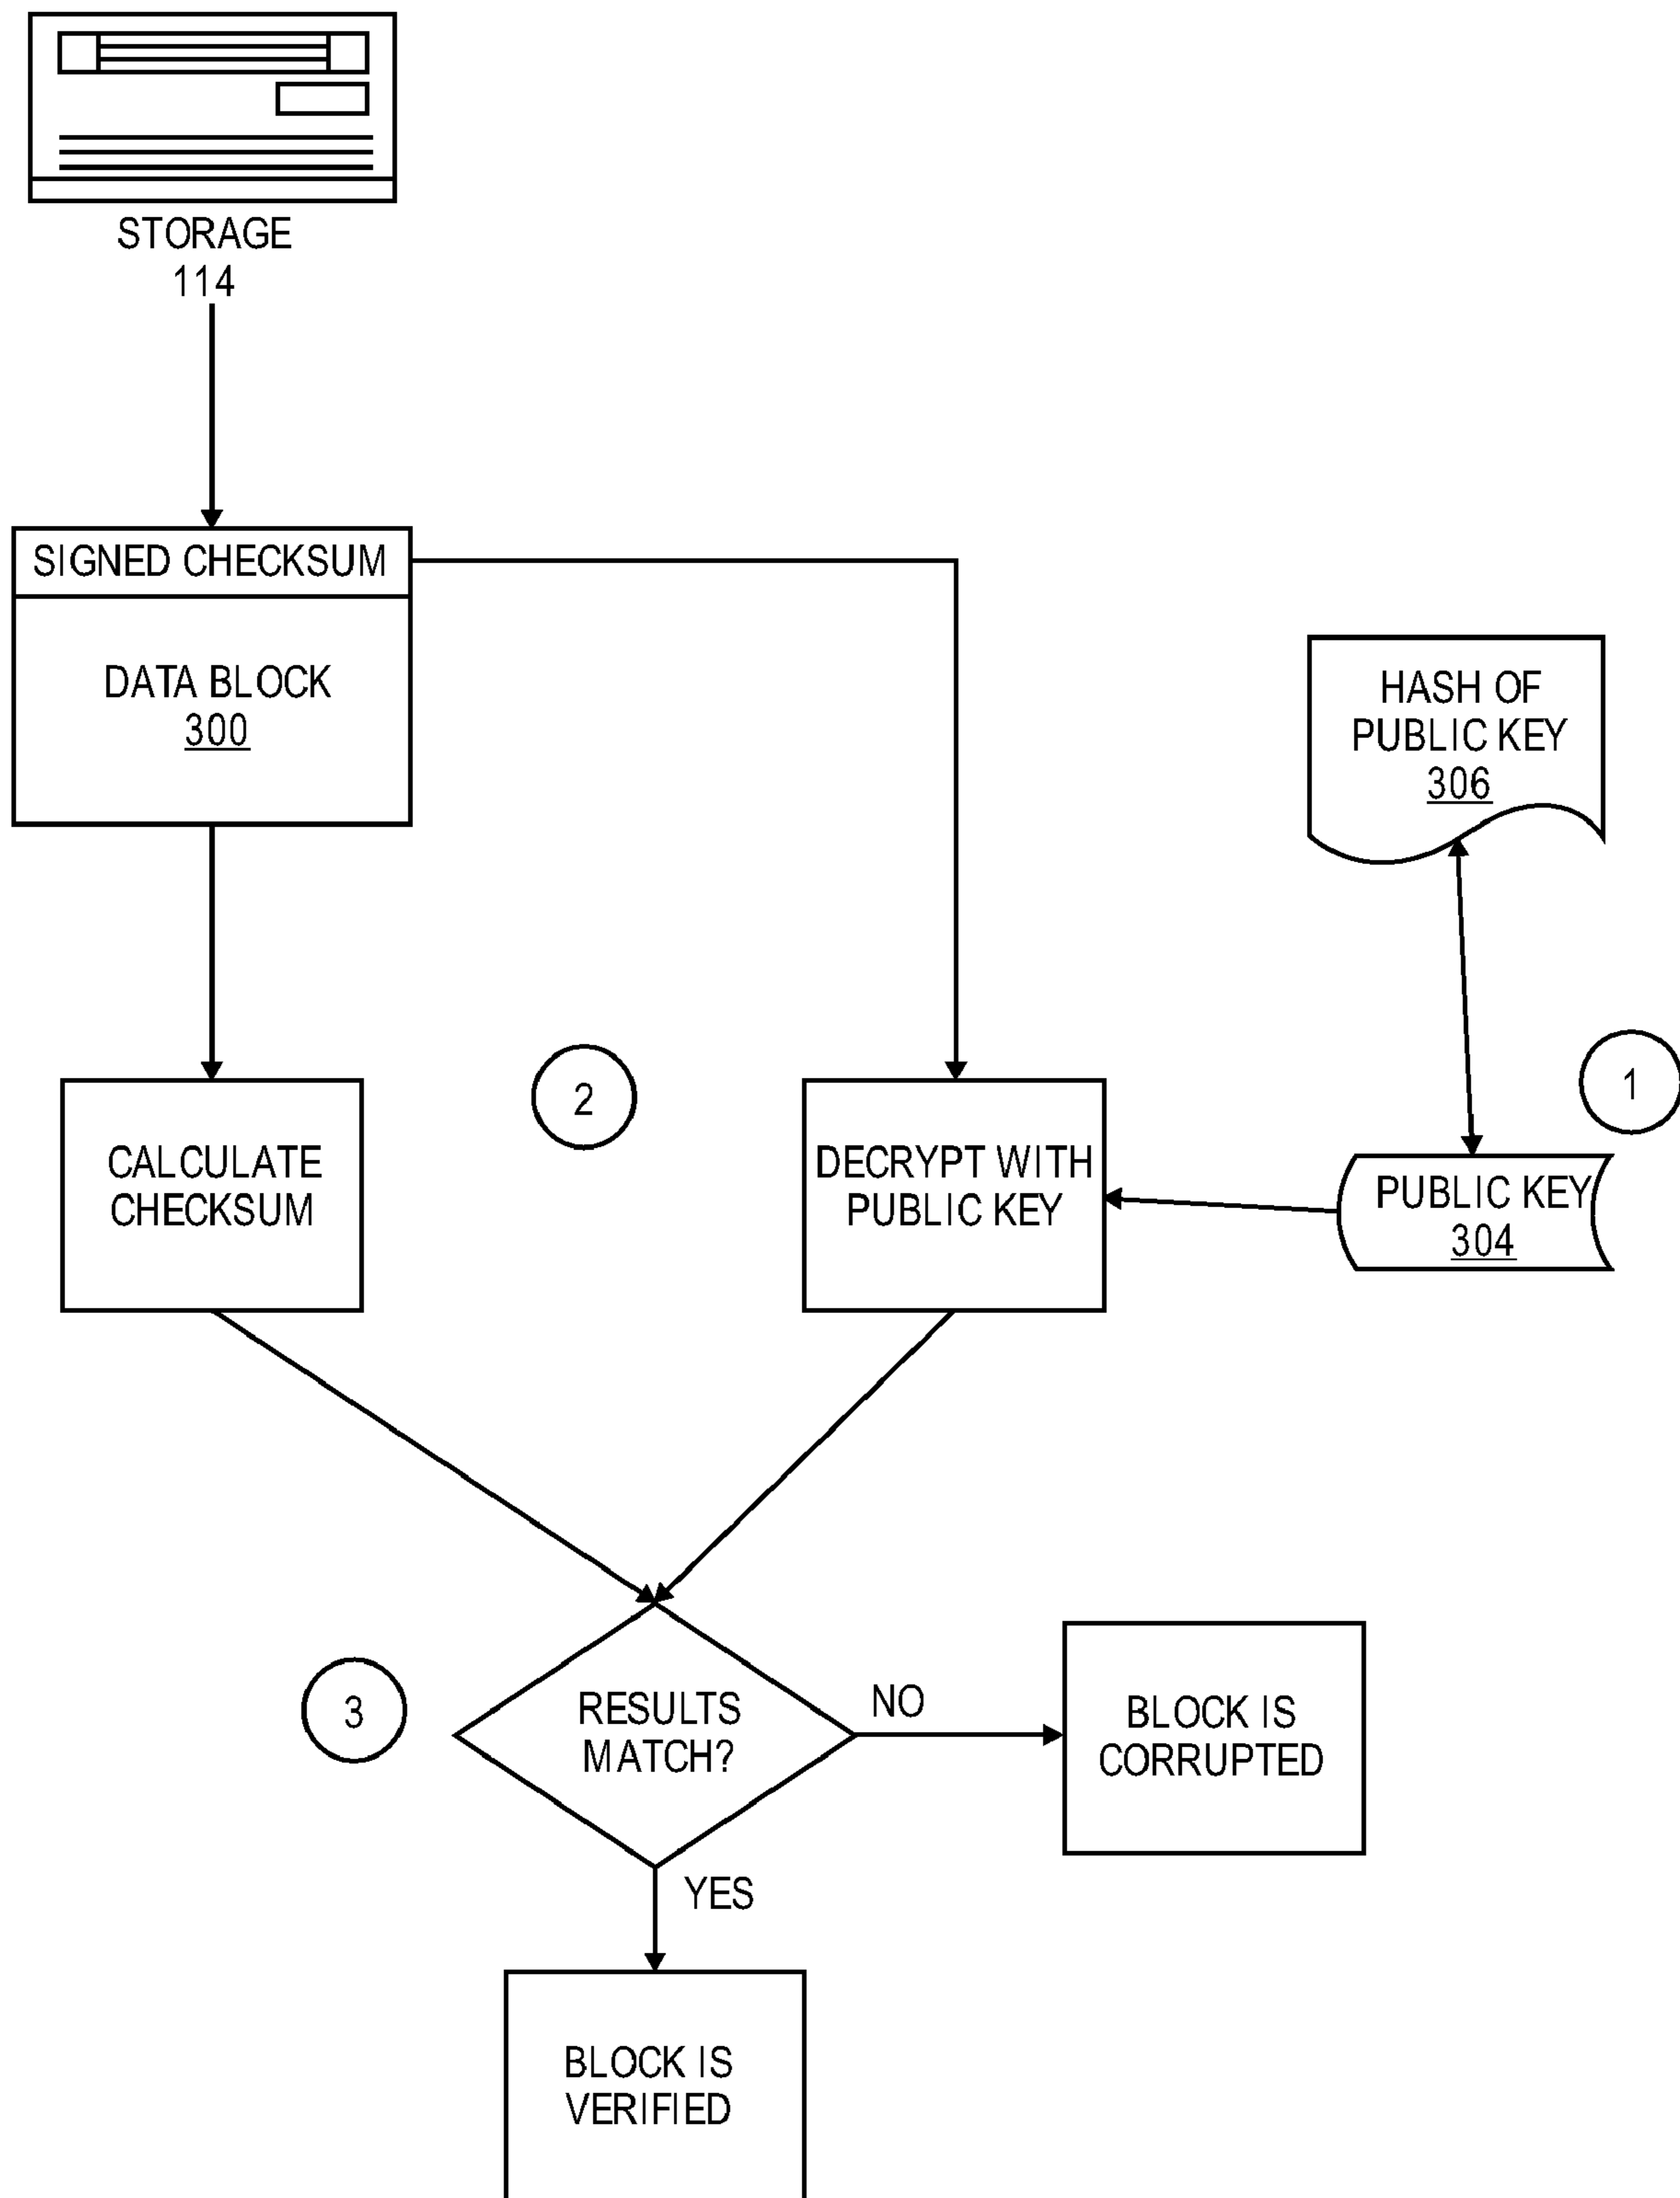 STORAGE
114
SIGNED CHECKSUM
DATA BLOCK
300
HASH OF
PUBLIC KEY
306
1
2
CALCULATE
CHECKSUM
DECRYPT WITH
PUBLIC KEY
PUBLIC KEY
304
3
RESULTS
MATCH?
NO
BLOCK IS
CORRUPTED
YES
BLOCK IS
VERIFIED